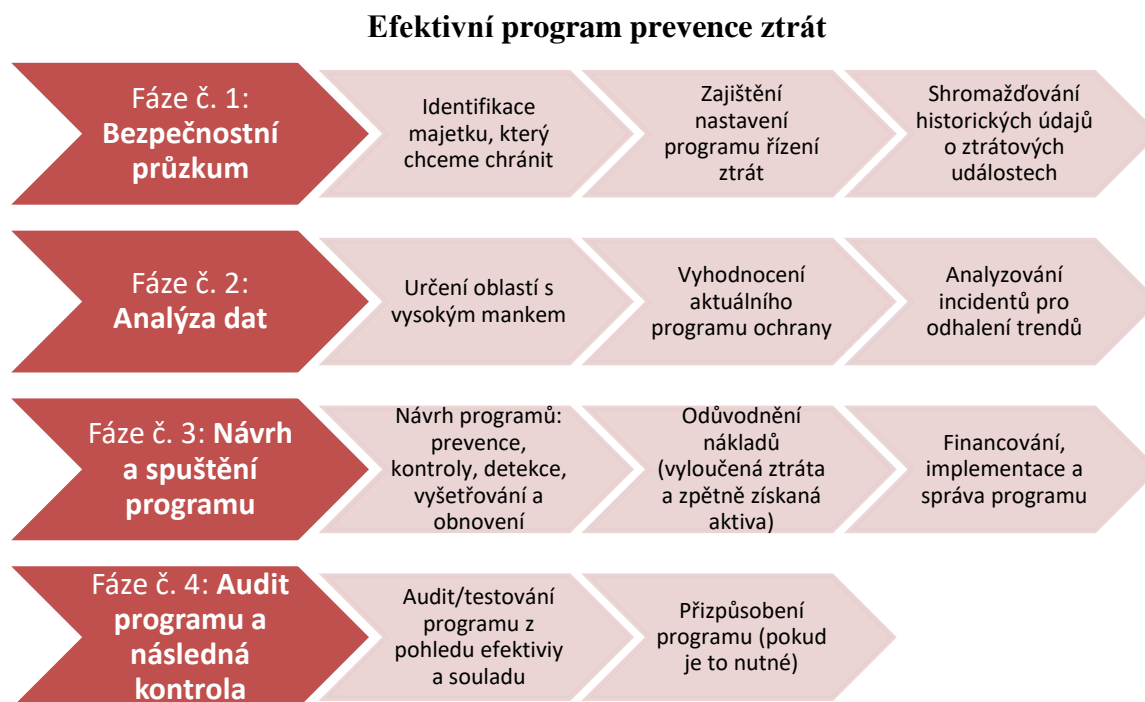 Efektivní program prevence ztrát
Fáze č. 1:
Bezpečnostní
průzkum
Identifikace
majetku, který
chceme chránit
Zajištění
nastavení
programu řízení
ztrát
Shromažďování
historických údajů
o ztrátových
událostech
Fáze č. 2:
Analýza dat
Určení oblastí s
vysokým mankem
Vyhodnocení
aktuálního
programu ochrany
Analyzování
incidentů pro
odhalení trendů
Fáze č. 3: Návrh
a spuštění
programu
Návrh programů:
prevence,
kontroly, detekce,
vyšetřování a
obnovení
Odůvodnění
nákladů
(vyloučená ztráta
a zpětně získaná
aktiva)
Financování,
implementace a
správa programu
Fáze č. 4: Audit
programu a
následná
kontrola
Audit/testování
programu z
pohledu efektiviy
a souladu
Přizpůsobení
programu (pokud
je to nutné)